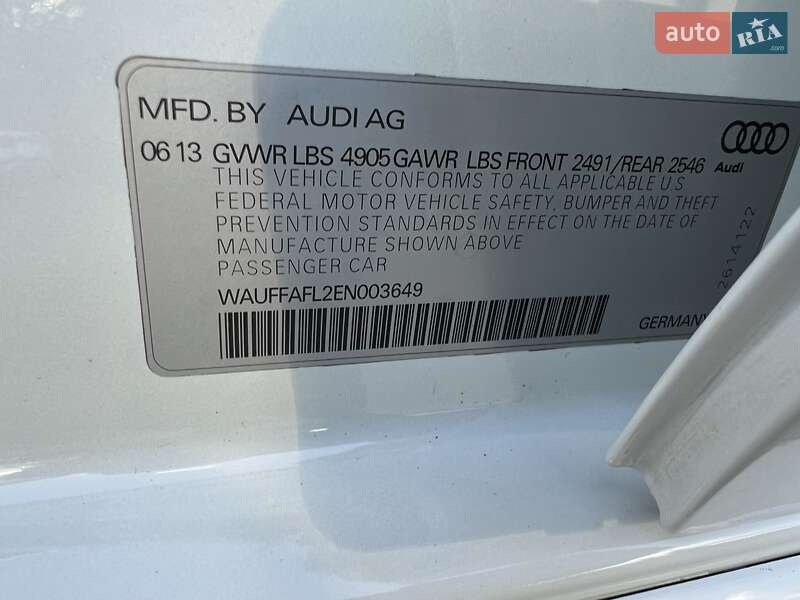 auto RIA.com
MFD. BY AUDI AG
06 13 GVWR LBS 4905 GAWR LBS FRONT 2491/REAR 2546
Audi
THIS VEHICLE CONFORMS TO ALL APPLICABLE U.S
FEDERAL MOTOR VEHICLE SAFETY, BUMPER AND THEFT
PREVENTION STANDARDS IN EFFECT ON THE DATE OF
MANUFACTURE SHOWN ABOVE
PASSENGER CAR
2614122
WAUFFAFL2EN003649
GERMANY